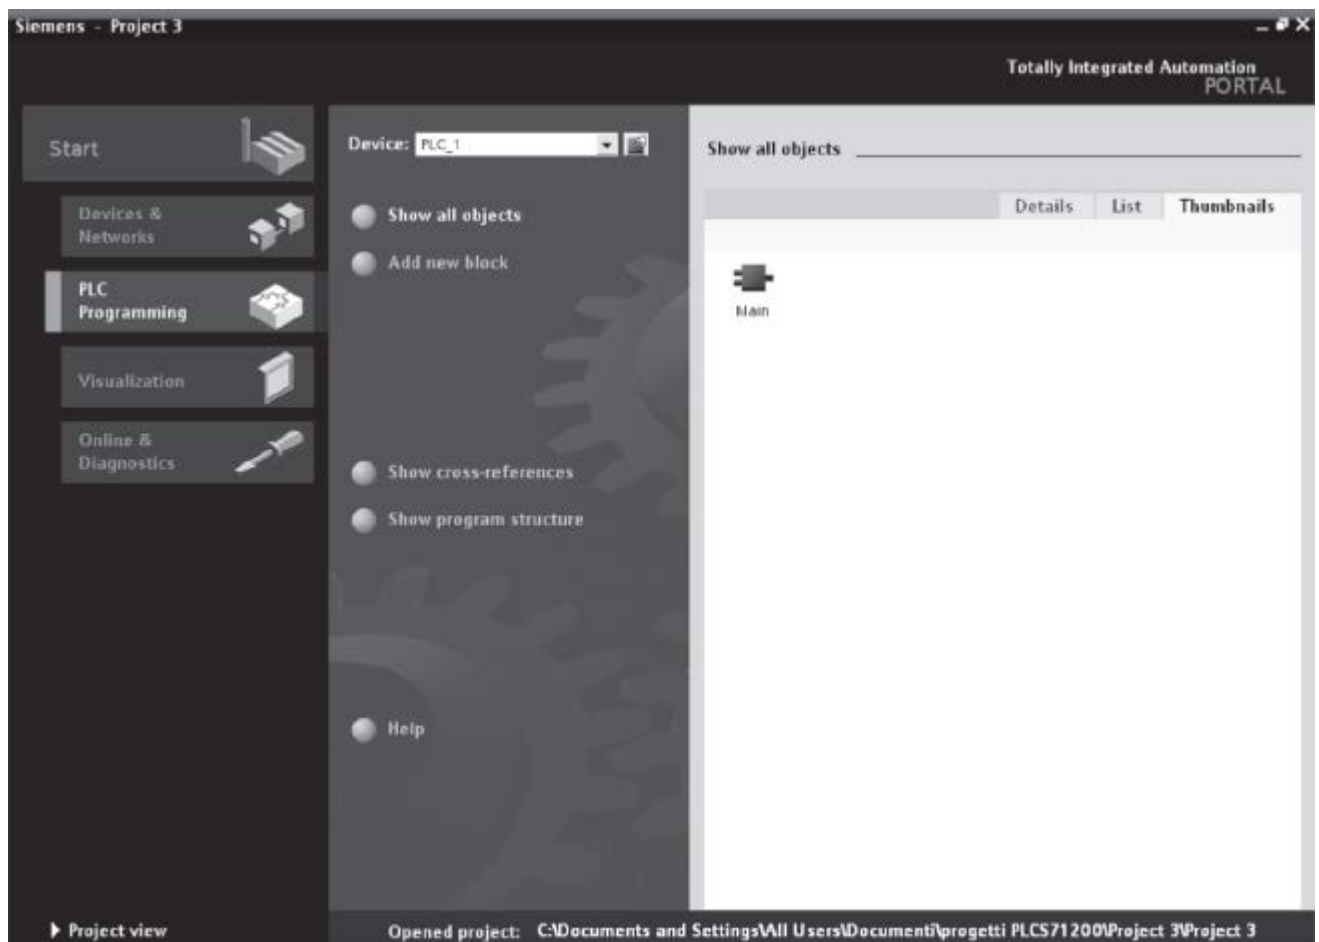 Siemens - Project 3
Totally Integrated Automation
PORTAL
Start
Devices &
Networks
PLC
Programming
Visualization
Online &
Diagnostics
Project view
Device: PLC_1
Show all objects
Add new block
Show cross-references
Show program structure
Help
Show all objects
Details List Thumbnails
Main
Opened project: C:\Documents and Settings\All Users\Documenti\progetti PLCS71200\Project 3\Project 3